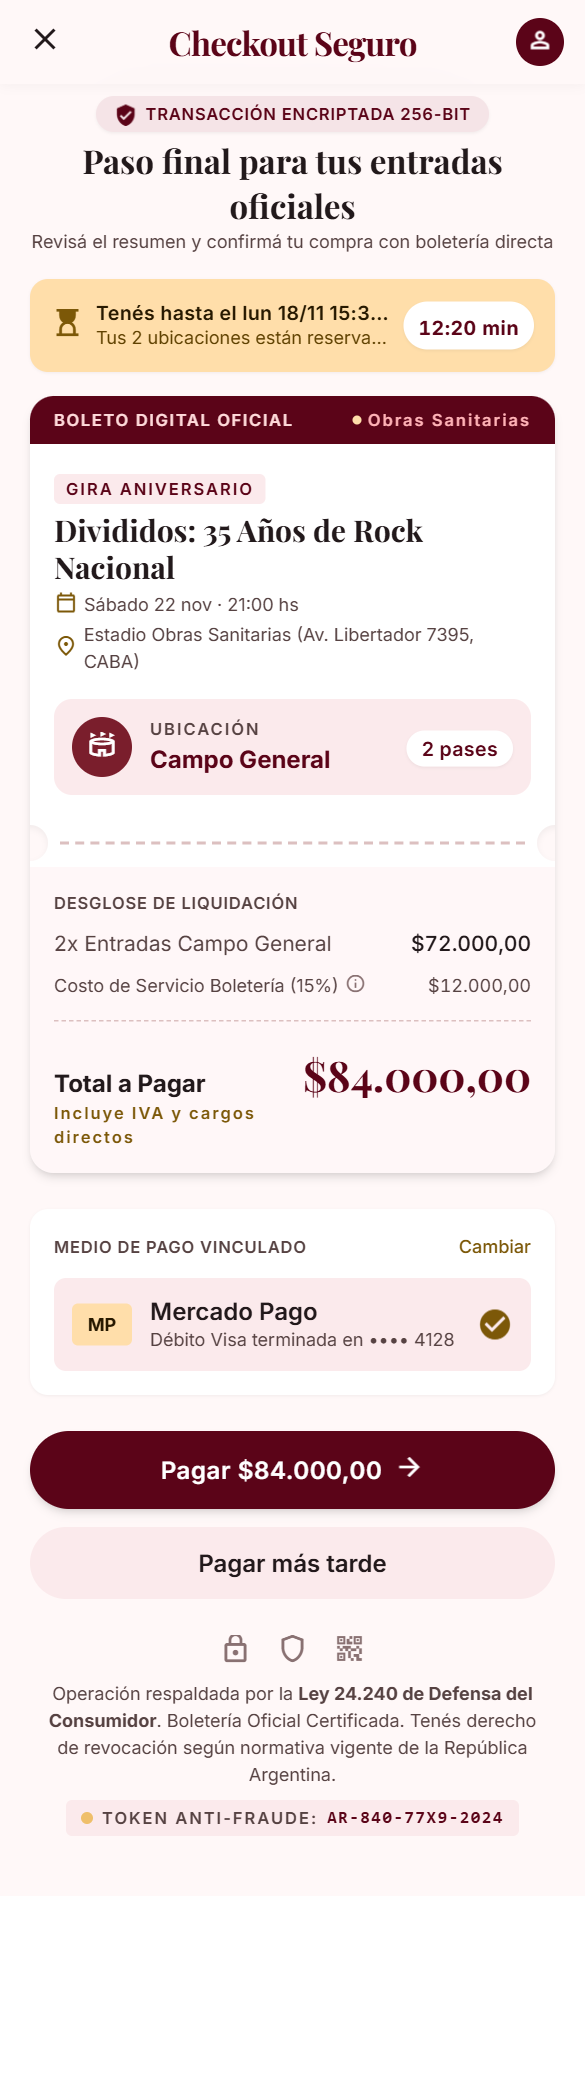 Checkout Seguro
TRANSACCIÓN ENCRIPTADA 256-BIT
Paso final para tus entradas
oficiales
Revisá el resumen y confirmá tu compra con boletería directa
Tenés hasta el lun 18/11 15:3...
Tus 2 ubicaciones están reserva...
12:20 min
BOLETO DIGITAL OFICIAL
Obras Sanitarias
GIRA ANIVERSARIO
Divididos: 35 Años de Rock
Nacional
Sábado 22 nov · 21:00 hs
Estadio Obras Sanitarias (Av. Libertador 7395,
CABA)
UBICACIÓN
Campo General
2 pases
DESGLOSE DE LIQUIDACIÓN
2x Entradas Campo General $72.000,00
Costo de Servicio Boletería (15%) $12.000,00
Total a Pagar $84.000,00
Incluye IVA y cargos
directos
MEDIO DE PAGO VINCULADO Cambiar
MP
Mercado Pago
Débito Visa terminada en •••• 4128
Pagar $84.000,00
Pagar más tarde
Operación respaldada por la Ley 24.240 de Defensa del
Consumidor. Boletería Oficial Certificada. Tenés derecho
de revocación según normativa vigente de la República
Argentina.
TOKEN ANTI-FRAUDE: AR-840-77X9-2024